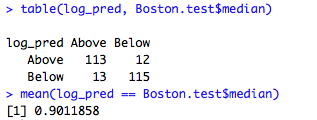 > table(log_pred, Boston.test$median)
log_pred Above Below
Above 113 12
Below 13 115
> mean(log_pred == Boston.test$median)
[1] 0.9011858